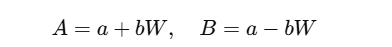 A = a + bW, B = a − bW